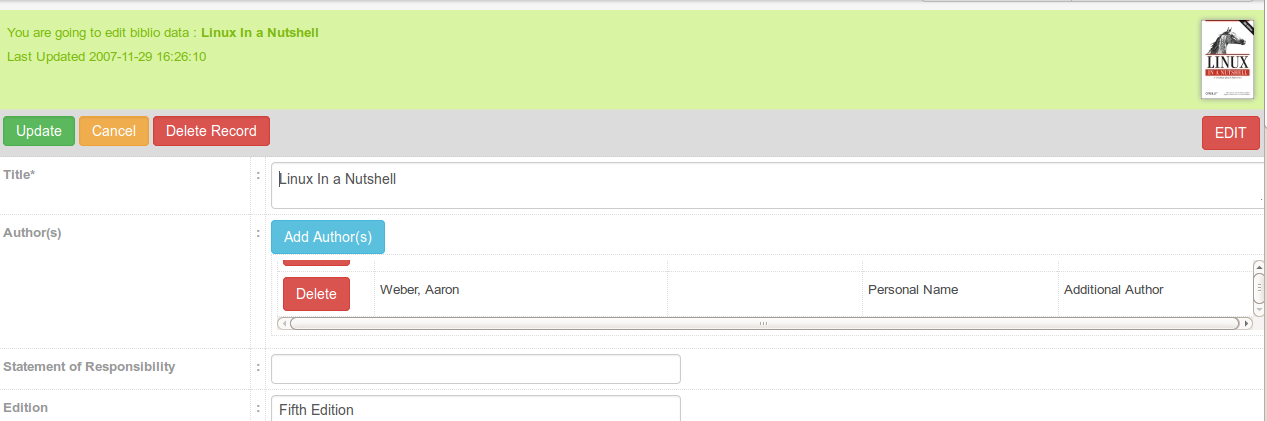 You are going to edit biblio data : Linux In a Nutshell
Last Updated 2007-11-29 16:26:10
LINUX
IN A NUTSHELL
Update Cancel Delete Record EDIT
Title* : Linux In a Nutshell
Author(s) : Add Author(s)
Delete Weber, Aaron Personal Name Additional Author
Statement of Responsibility :
Edition : Fifth Edition